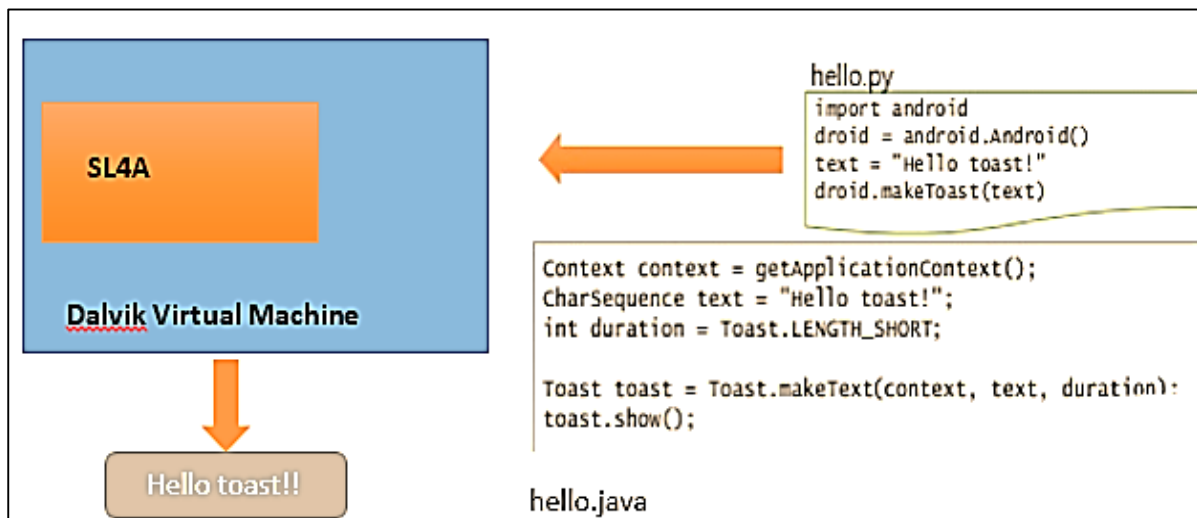 SL4A
Dalvik Virtual Machine
Hello toast!!
hello.py
import android
droid = android.Android()
text = "Hello toast!"
droid.makeToast(text)
Context context = getApplicationContext();
CharSequence text = "Hello toast!";
int duration = Toast.LENGTH_SHORT;
Toast toast = Toast.makeText(context, text, duration);
toast.show();
hello.java